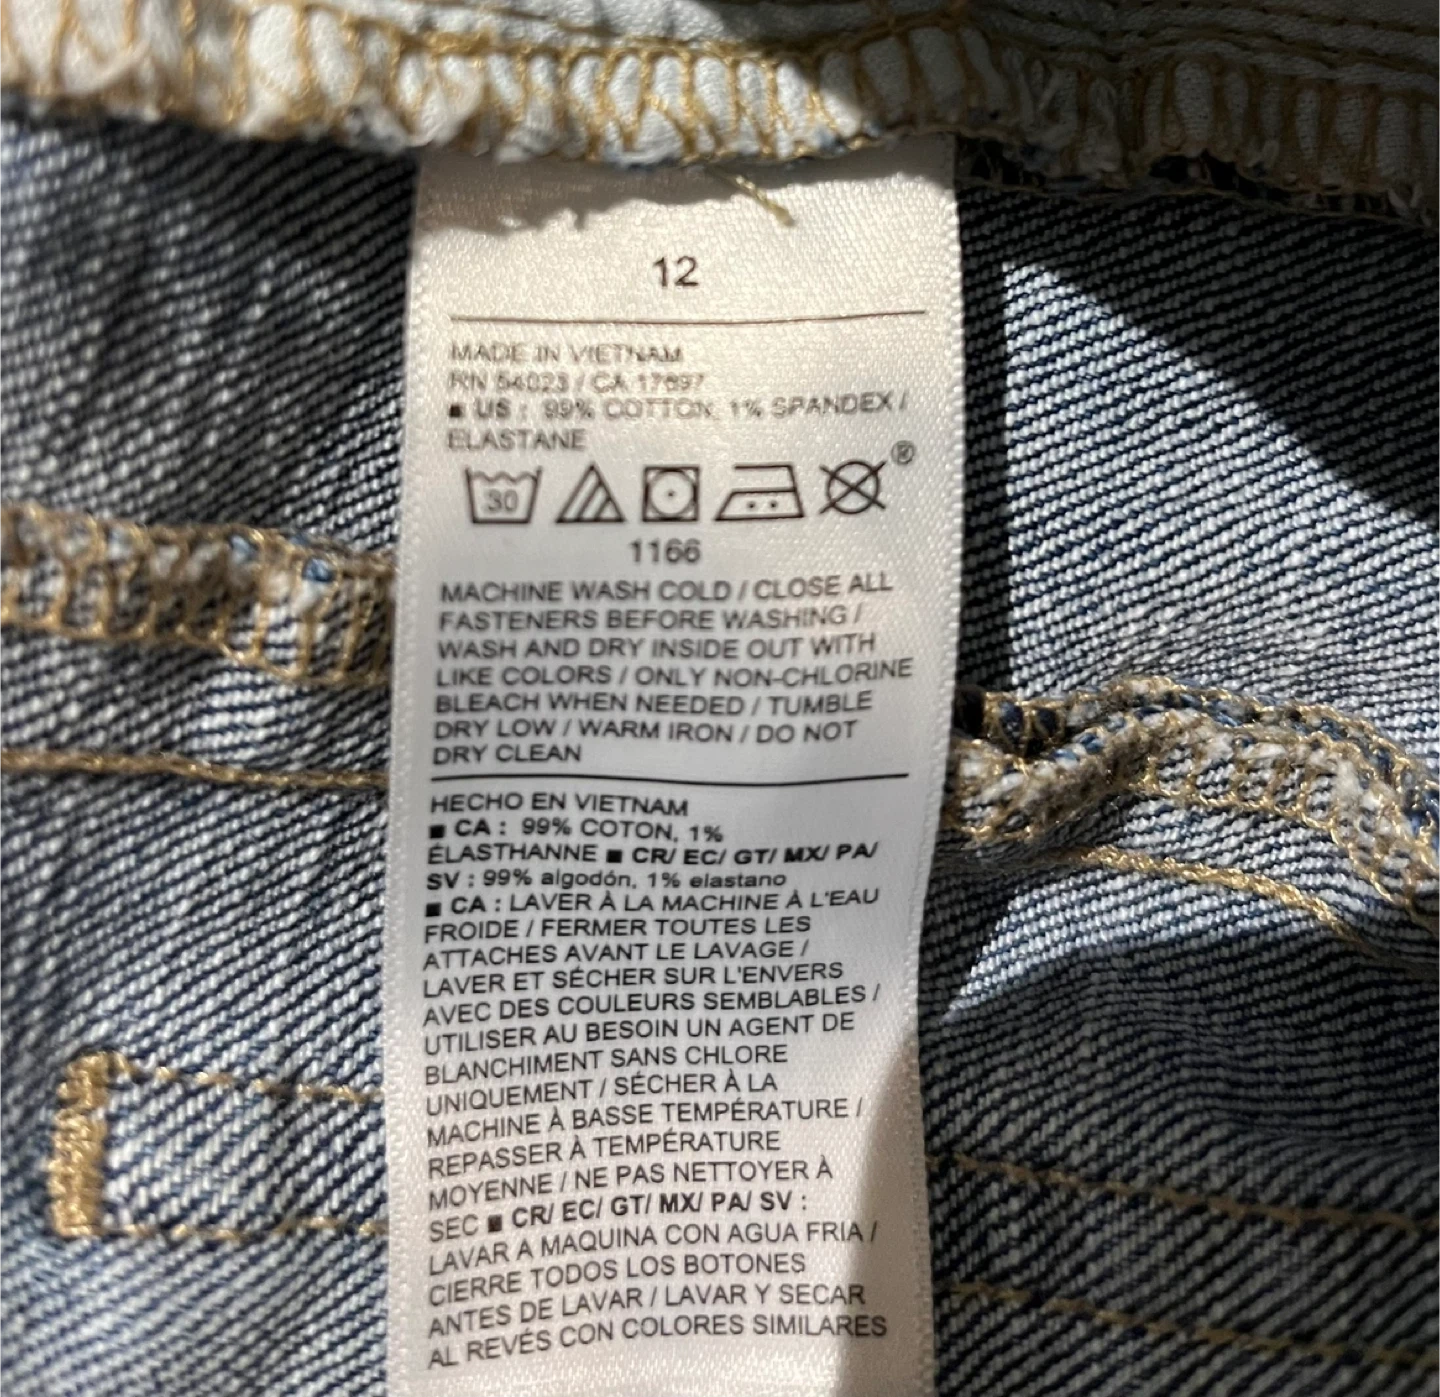 12
MADE IN VIETNAM
RN 54023 / CA 17897
■ US : 99% COTTON, 1% SPANDEX /
ELASTANE
30
®
1166
MACHINE WASH COLD / CLOSE ALL
FASTENERS BEFORE WASHING /
WASH AND DRY INSIDE OUT WITH
LIKE COLORS / ONLY NON-CHLORINE
BLEACH WHEN NEEDED / TUMBLE
DRY LOW / WARM IRON / DO NOT
DRY CLEAN
HECHO EN VIETNAM
■ CA : 99% COTON, 1%
ÉLASTHANNE ■ CR/ EC/ GT/ MX/ PA/
SV : 99% algodón, 1% elastano
■ CA : LAVER À LA MACHINE À L'EAU
FROIDE / FERMER TOUTES LES
ATTACHES AVANT LE LAVAGE /
LAVER ET SÉCHER SUR L'ENVERS
AVEC DES COULEURS SEMBLABLES /
UTILISER AU BESOIN UN AGENT DE
BLANCHIMENT SANS CHLORE
UNIQUEMENT / SÉCHER À LA
MACHINE À BASSE TEMPÉRATURE /
REPASSER À TEMPÉRATURE
MOYENNE / NE PAS NETTOYER À
SEC ■ CR/ EC/ GT/ MX/ PA/ SV :
LAVAR A MAQUINA CON AGUA FRIA /
CIERRE TODOS LOS BOTONES
ANTES DE LAVAR / LAVAR Y SECAR
AL REVÉS CON COLORES SIMILARES